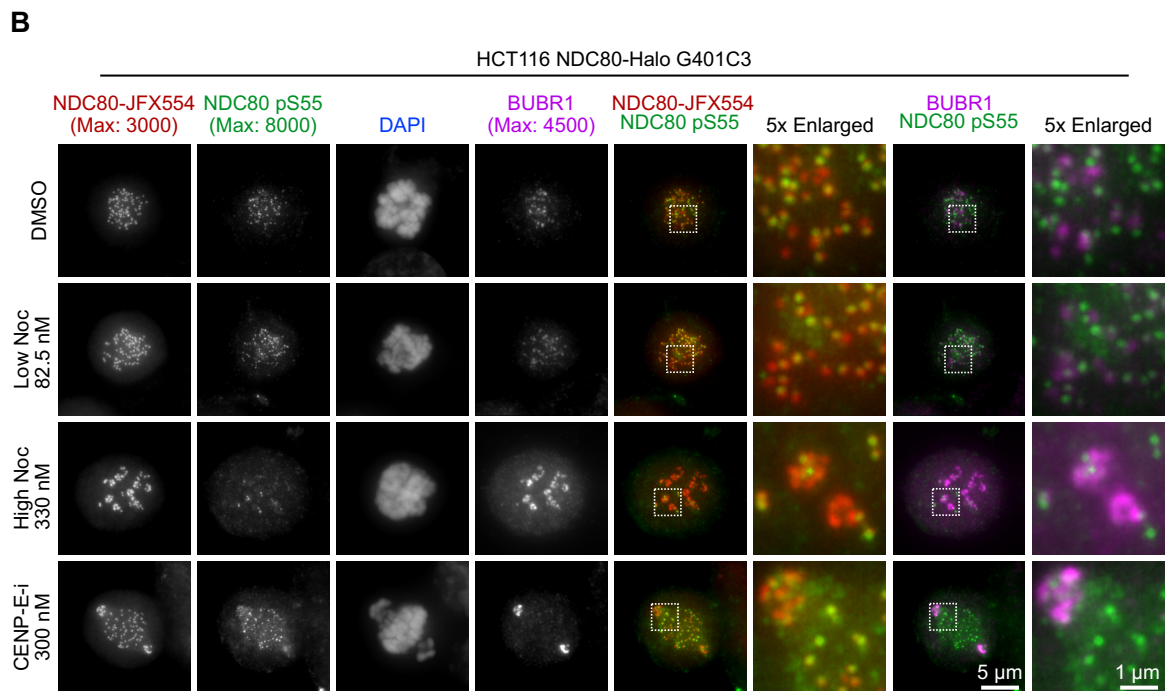 B
HCT116 NDC80-Halo G401C3
NDC80-JFX554
(Max: 3000)
NDC80 pS55
(Max: 8000)
DAPI
BUBR1
(Max: 4500)
NDC80-JFX554
NDC80 pS55
5x Enlarged
BUBR1
NDC80 pS55
5x Enlarged
DMSO
Low Noc
82.5 nM
High Noc
330 nM
CENP-E-i
300 nM
5 µm
1 µm